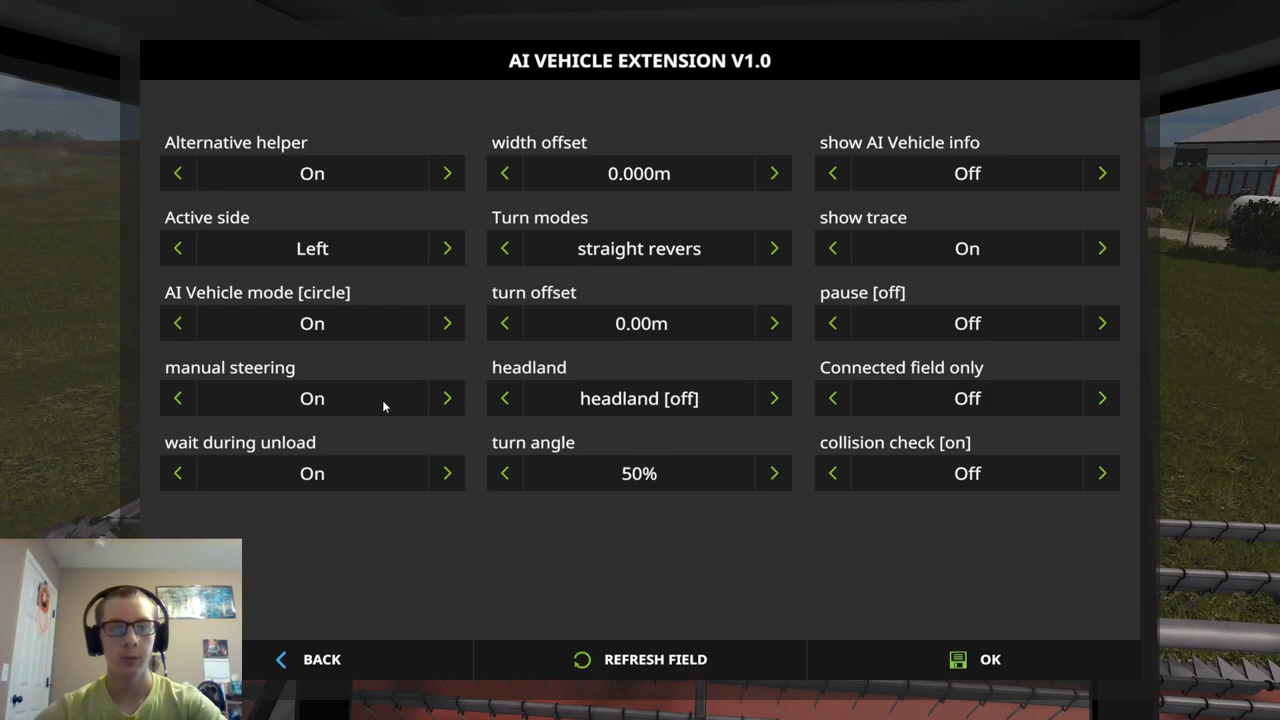 AI VEHICLE EXTENSION V1.0
Alternative helper
On
Active side
Left
AI Vehicle mode [circle]
On
manual steering
On
wait during unload
On
width offset
0.000m
Turn modes
straight revers
turn offset
0.00m
headland
headland [off]
turn angle
50%
show AI Vehicle info
Off
show trace
On
pause [off]
Off
Connected field only
Off
collision check [on]
Off
BACK
REFRESH FIELD
OK